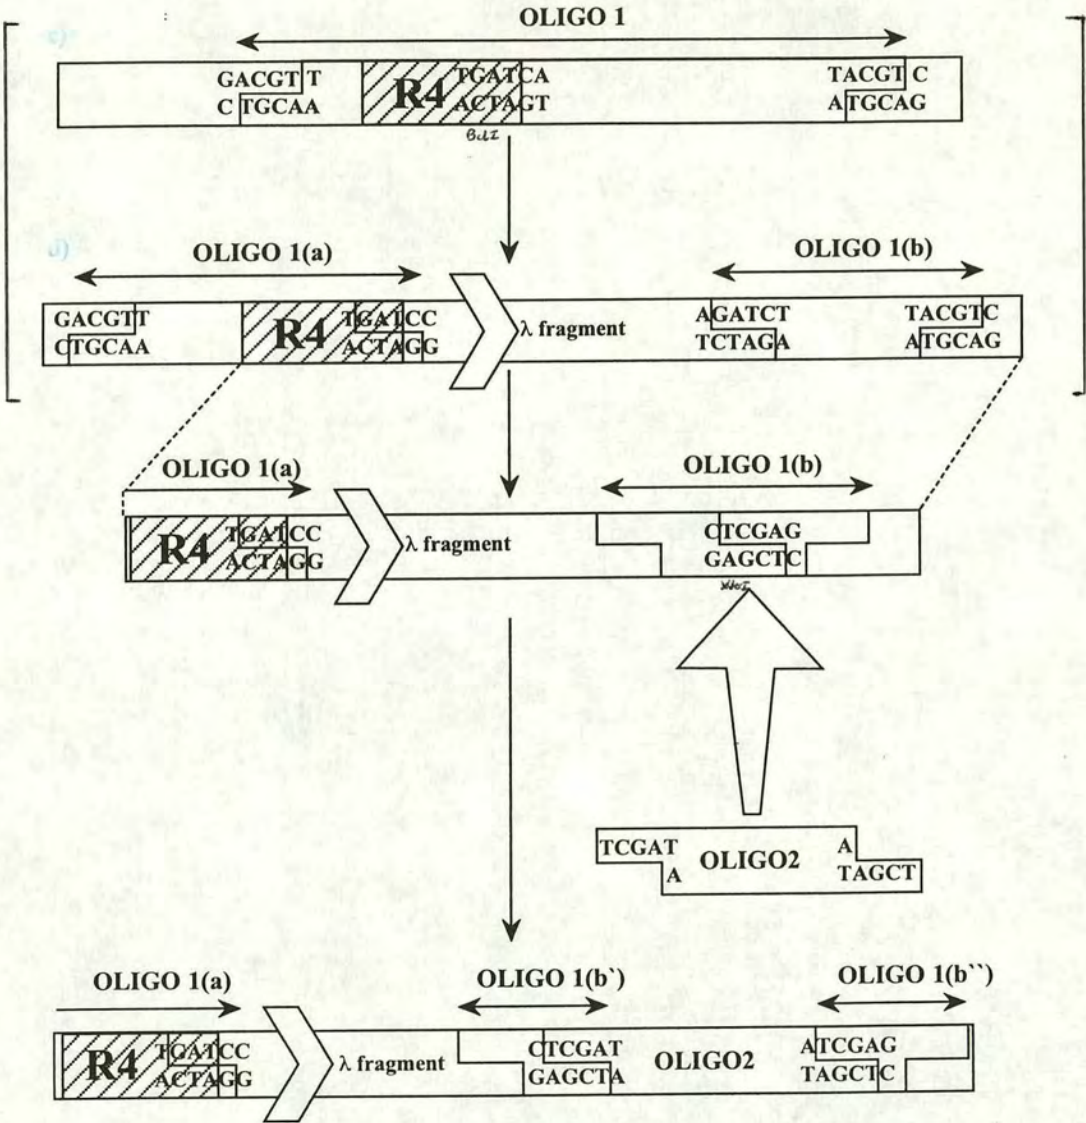 c)
OLIGO 1
GACGT T TGATCA TACGT C
R4
C TGCAA ACTAGT A TGCAG
BclI
d)
OLIGO 1(a) OLIGO 1(b)
GACGTT TGATCC AGATCT TACGTC
R4 λ fragment
CTGCAA ACTAGG TCTAGA ATGCAG
OLIGO 1(a) OLIGO 1(b)
TGATCC CTCGAG
R4 λ fragment
ACTAGG GAGCTC
XhoI
TCGAT A
OLIGO2
A TAGCT
OLIGO 1(a) OLIGO 1(b`) OLIGO 1(b``)
TGATCC CTCGAT ATCGAG
R4 λ fragment OLIGO2
ACTAGG GAGCTA TAGCTC